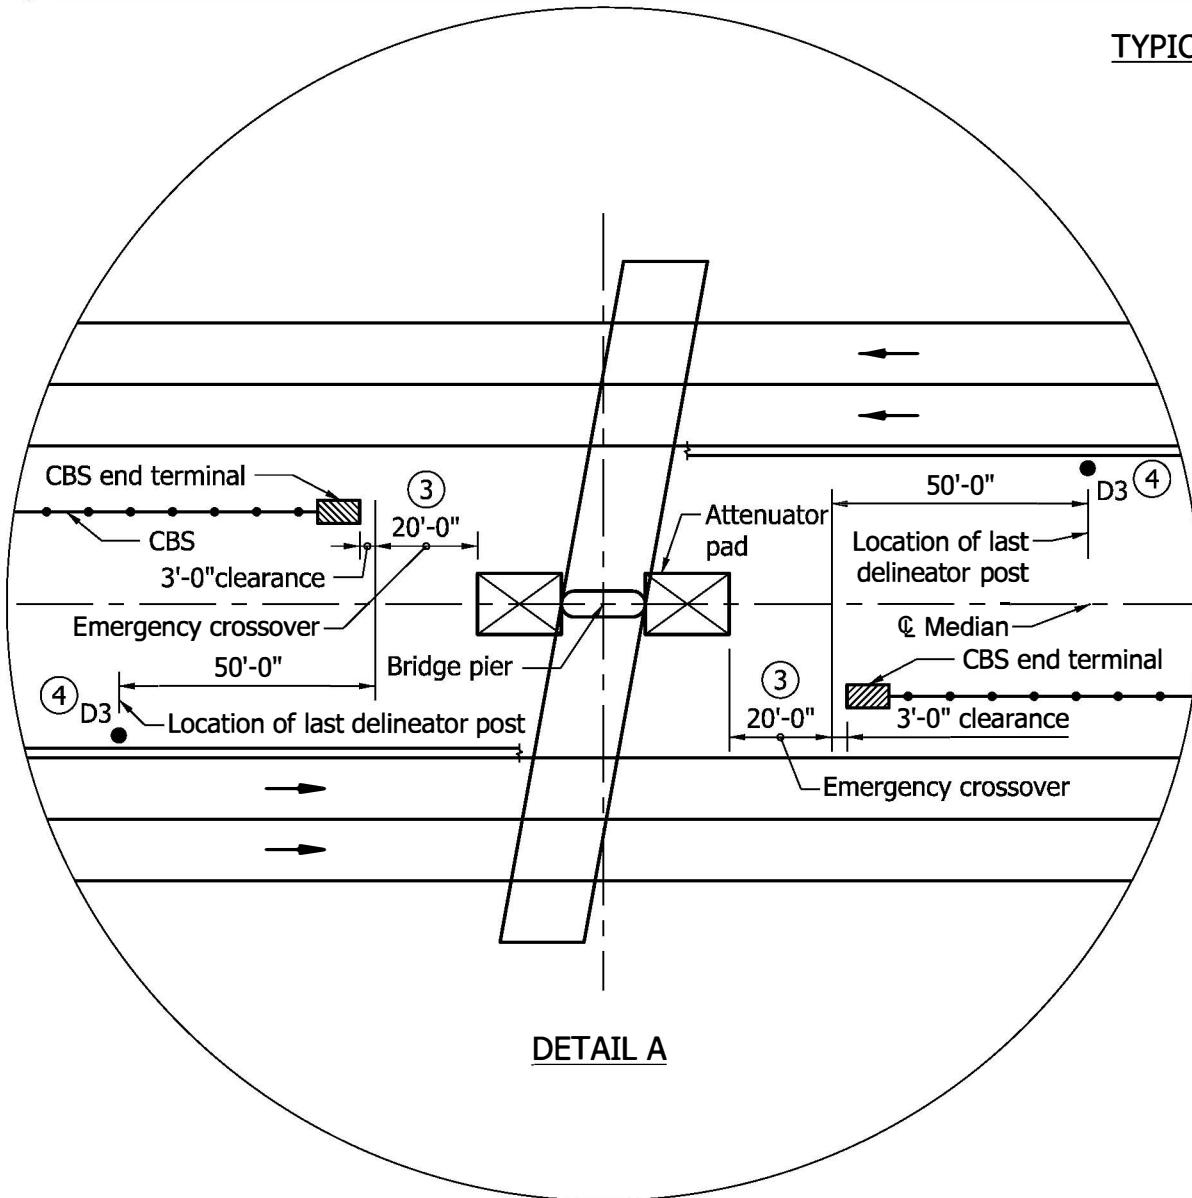 TYPIC
CBS end terminal
3
20'-0"
CBS
3'-0"clearance
Attenuator
pad
50'-0"
D3
4
Location of last
delineator post
Emergency crossover
Bridge pier
℄ Median
50'-0"
4
D3
Location of last delineator post
CBS end terminal
3
20'-0"
3'-0" clearance
Emergency crossover
DETAIL A